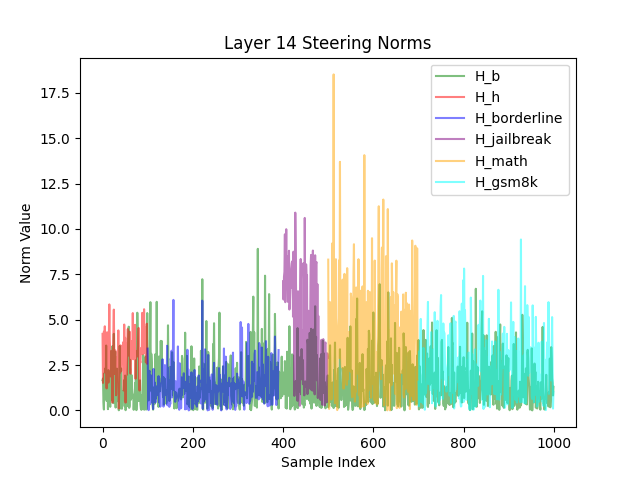 Layer 14 Steering Norms
H_b
H_h
H_borderline
H_jailbreak
H_math
H_gsm8k
Norm Value
17.5
15.0
12.5
10.0
7.5
5.0
2.5
0.0
0
200
400
600
800
1000
Sample Index